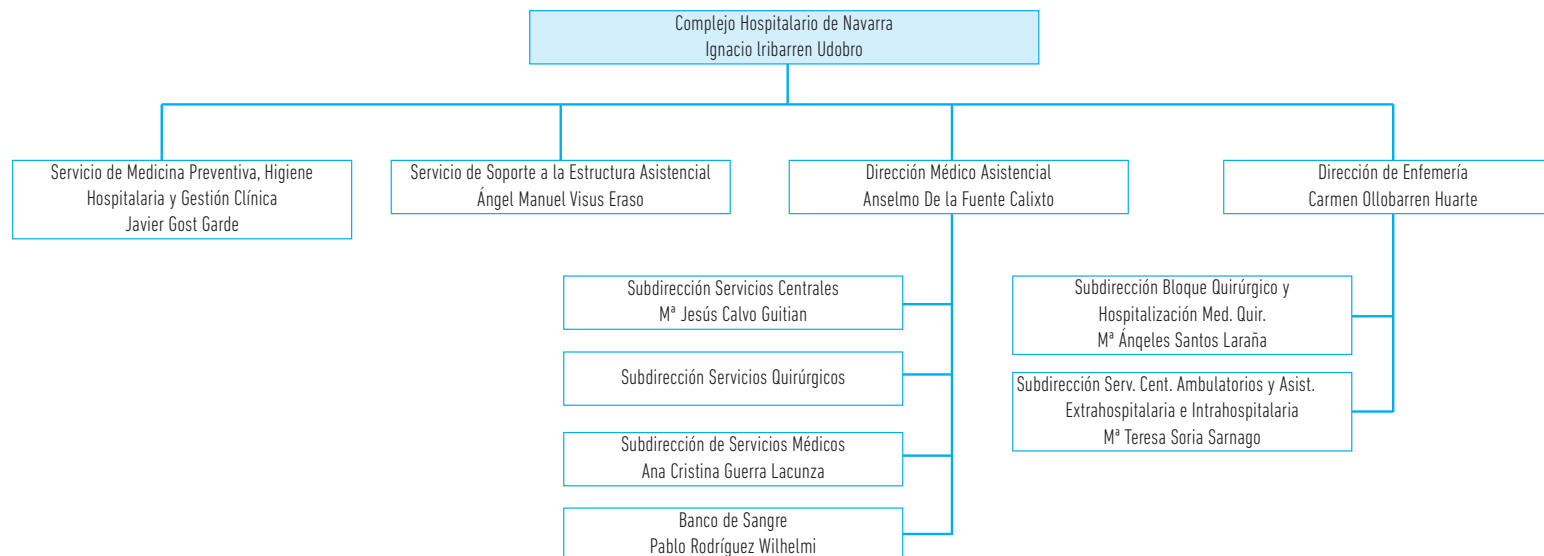 Complejo Hospitalario de Navarra
Ignacio Iribarren Udobro
Servicio de Medicina Preventiva, Higiene
Hospitalaria y Gestión Clínica
Javier Gost Garde
Servicio de Soporte a la Estructura Asistencial
Ángel Manuel Visus Eraso
Dirección Médico Asistencial
Anselmo De la Fuente Calixto
Dirección de Enfemería
Carmen Ollobarren Huarte
Subdirección Servicios Centrales
Mª Jesús Calvo Guitian
Subdirección Servicios Quirúrgicos
Subdirección de Servicios Médicos
Ana Cristina Guerra Lacunza
Banco de Sangre
Pablo Rodríguez Wilhelmi
Subdirección Bloque Quirúrgico y
Hospitalización Med. Quir.
Mª Ánqeles Santos Laraña
Subdirección Serv. Cent. Ambulatorios y Asist.
Extrahospitalaria e Intrahospitalaria
Mª Teresa Soria Sarnago